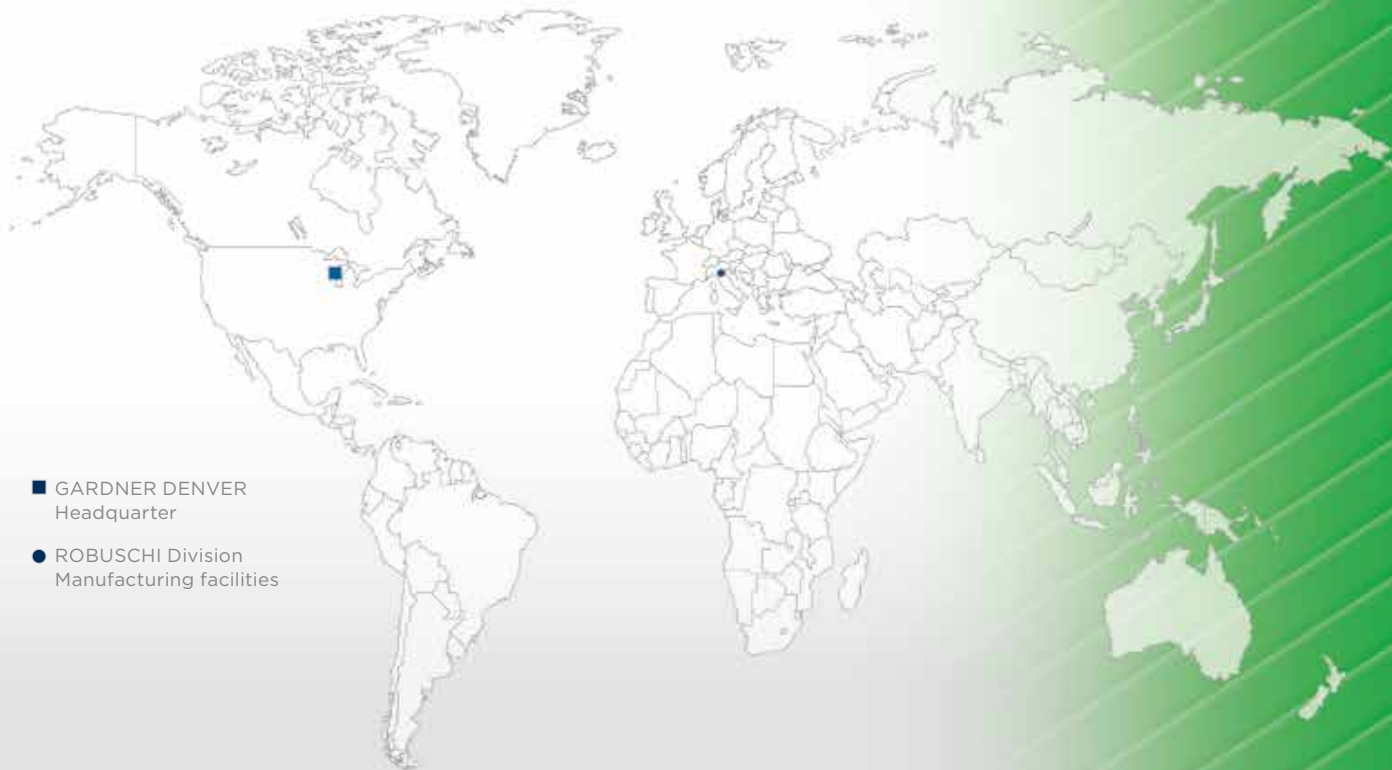 GARDNER DENVER
Headquarter
ROBUSCHI Division
Manufacturing facilities